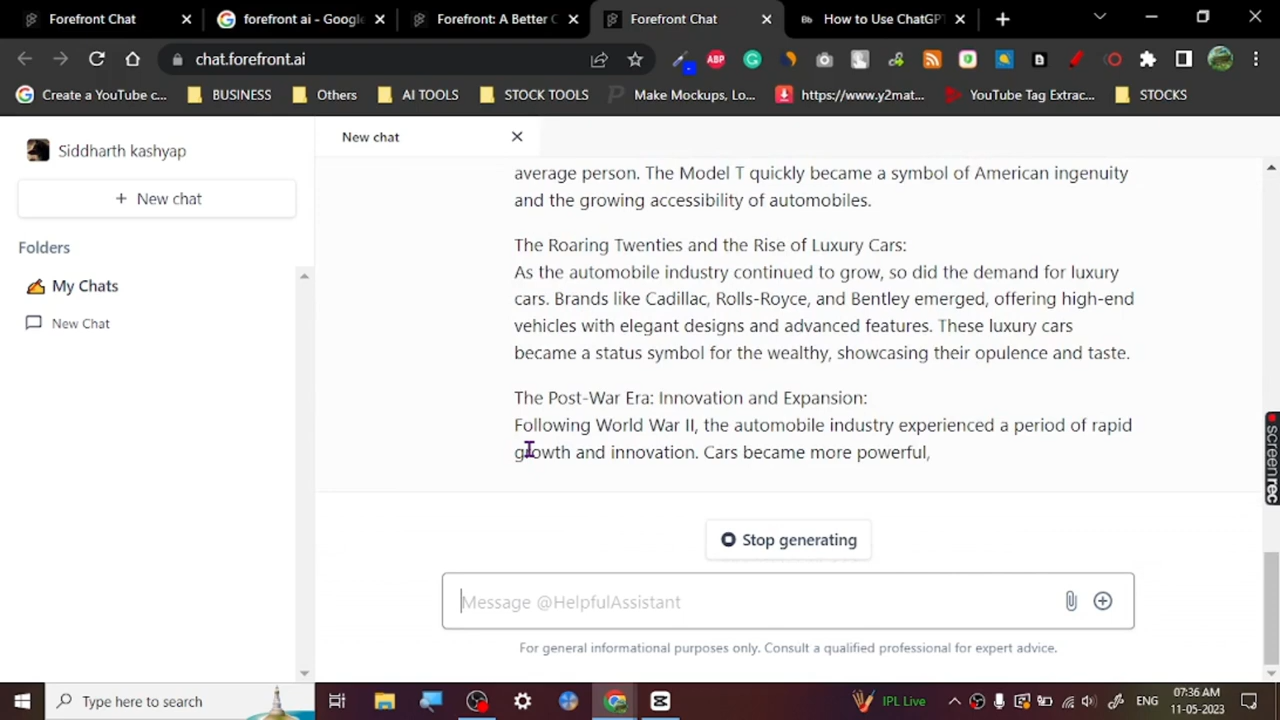 Forefront Chat
forefront ai - Google
Forefront: A Better C
Forefront Chat
Bb
How to Use ChatGPT
chat.forefront.ai
ABP
Create a YouTube c...
BUSINESS
Others
AI TOOLS
STOCK TOOLS
Make Mockups, Lo...
https://www.y2mat...
YouTube Tag Extrac...
STOCKS
Siddharth kashyap
+ New chat
Folders
My Chats
New Chat
New chat
average person. The Model T quickly became a symbol of American ingenuity
and the growing accessibility of automobiles.
The Roaring Twenties and the Rise of Luxury Cars:
As the automobile industry continued to grow, so did the demand for luxury
cars. Brands like Cadillac, Rolls-Royce, and Bentley emerged, offering high-end
vehicles with elegant designs and advanced features. These luxury cars
became a status symbol for the wealthy, showcasing their opulence and taste.
The Post-War Era: Innovation and Expansion:
Following World War II, the automobile industry experienced a period of rapid
growth and innovation. Cars became more powerful,
Stop generating
Message @HelpfulAssistant
For general informational purposes only. Consult a qualified professional for expert advice.
screenrec
Type here to search
IPL Live
ENG
07:36 AM
11-05-2023